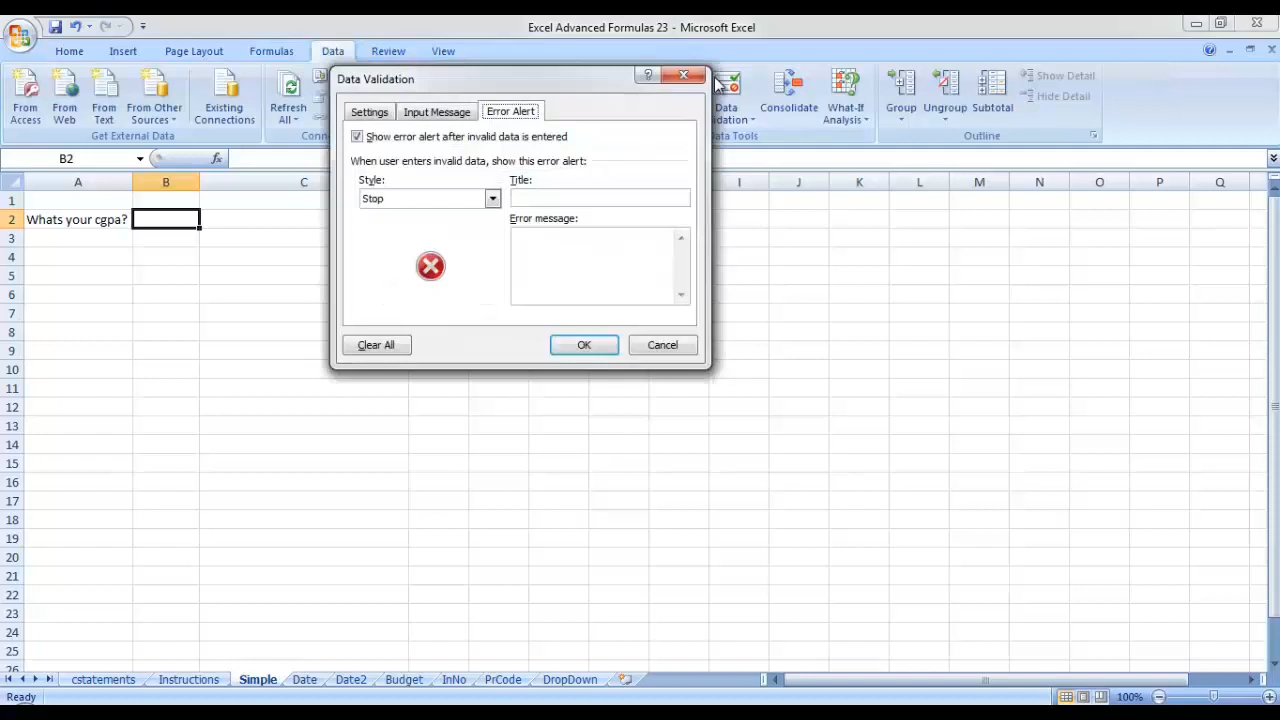 Excel Advanced Formulas 23 - Microsoft Excel
Home Insert Page Layout Formulas Data Review View
From Access
From Web
From Text
From Other Sources
Existing Connections
Get External Data
Refresh All
Data Validation
Consolidate
What-If Analysis
Data Tools
Group
Ungroup
Subtotal
Show Detail
Hide Detail
Outline
B2 fx
Data Validation
Settings Input Message Error Alert
Show error alert after invalid data is entered
When user enters invalid data, show this error alert:
Style: Title:
Stop
Error message:
Clear All OK Cancel
A B C I J K L M N O P Q
1
2 Whats your cgpa?
3
4
5
6
7
8
9
10
11
12
13
14
15
16
17
18
19
20
21
22
23
24
25
26
cstatements Instructions Simple Date Date2 Budget InNo PrCode DropDown
Ready 100%